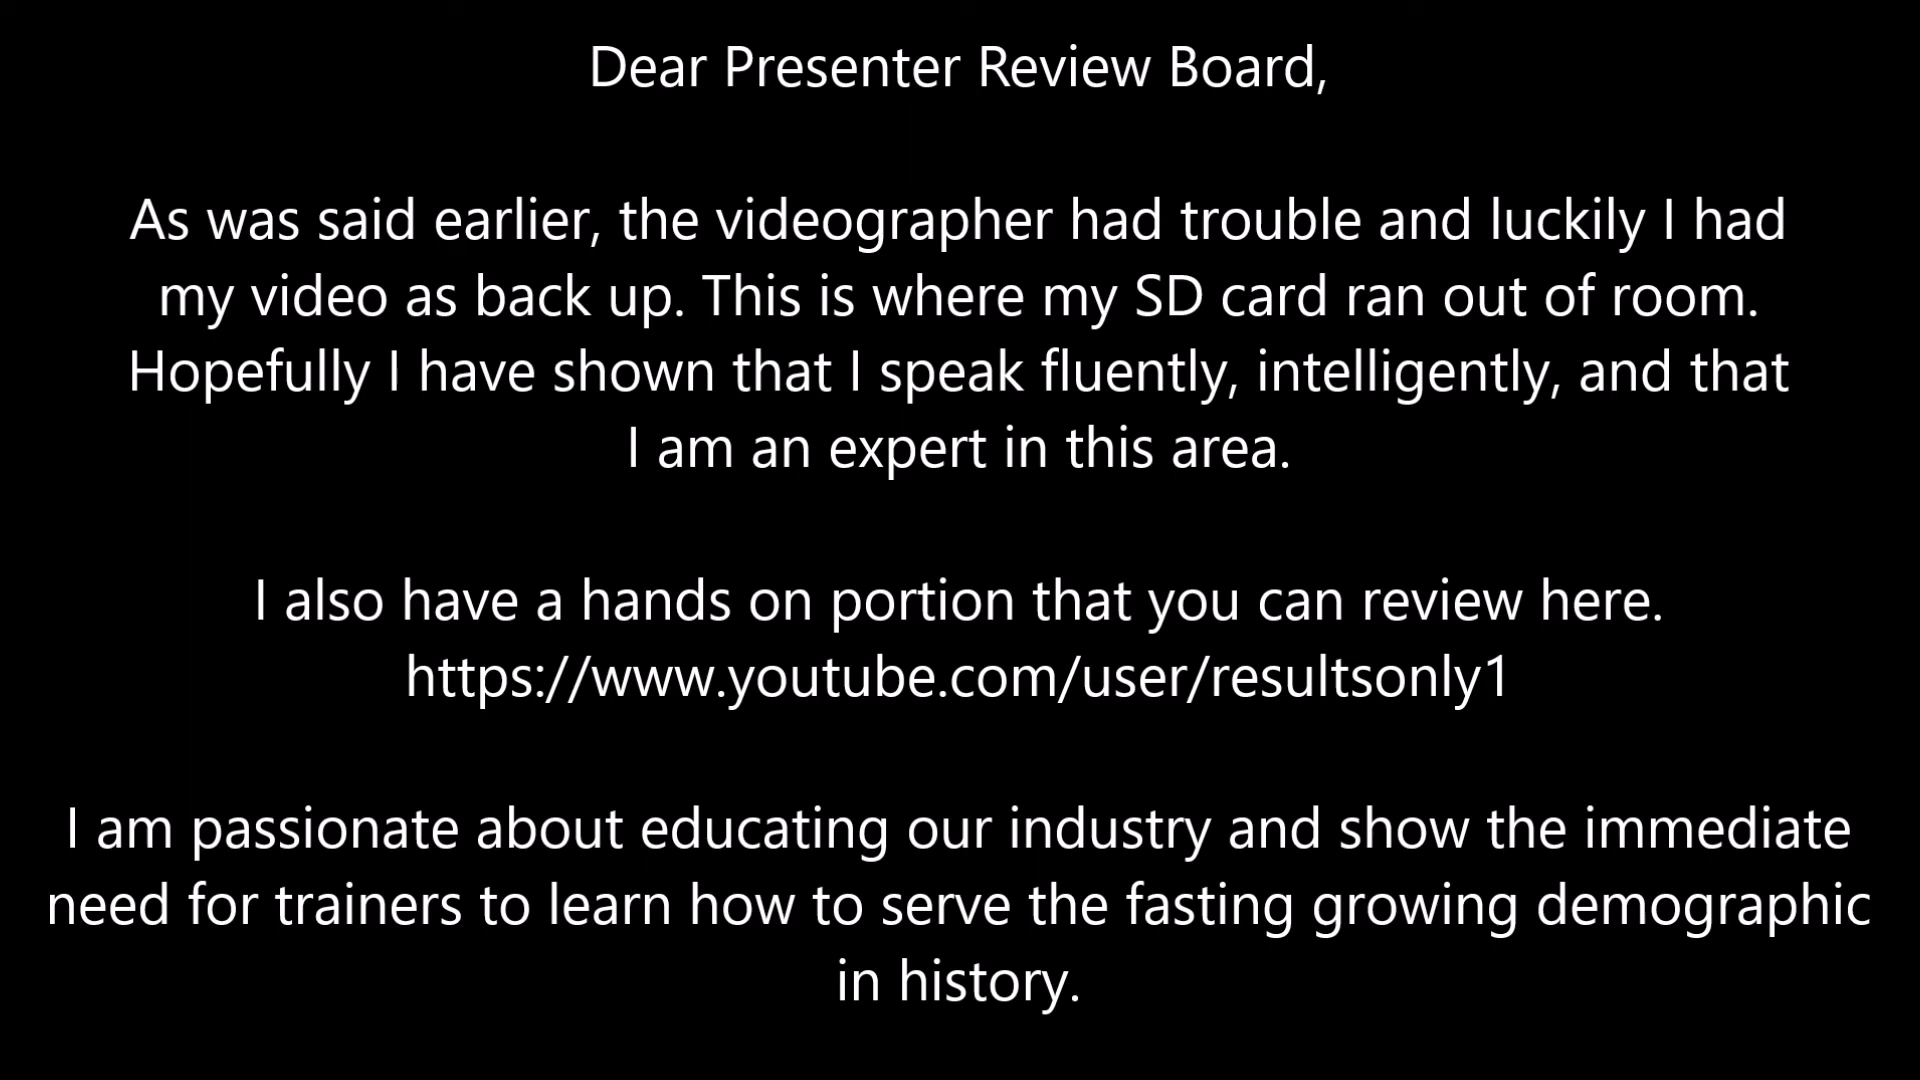 Dear Presenter Review Board,
As was said earlier, the videographer had trouble and luckily I had
my video as back up. This is where my SD card ran out of room.
Hopefully I have shown that I speak fluently, intelligently, and that
I am an expert in this area.
I also have a hands on portion that you can review here.
https://www.youtube.com/user/resultsonly1
I am passionate about educating our industry and show the immediate
need for trainers to learn how to serve the fasting growing demographic
in history.